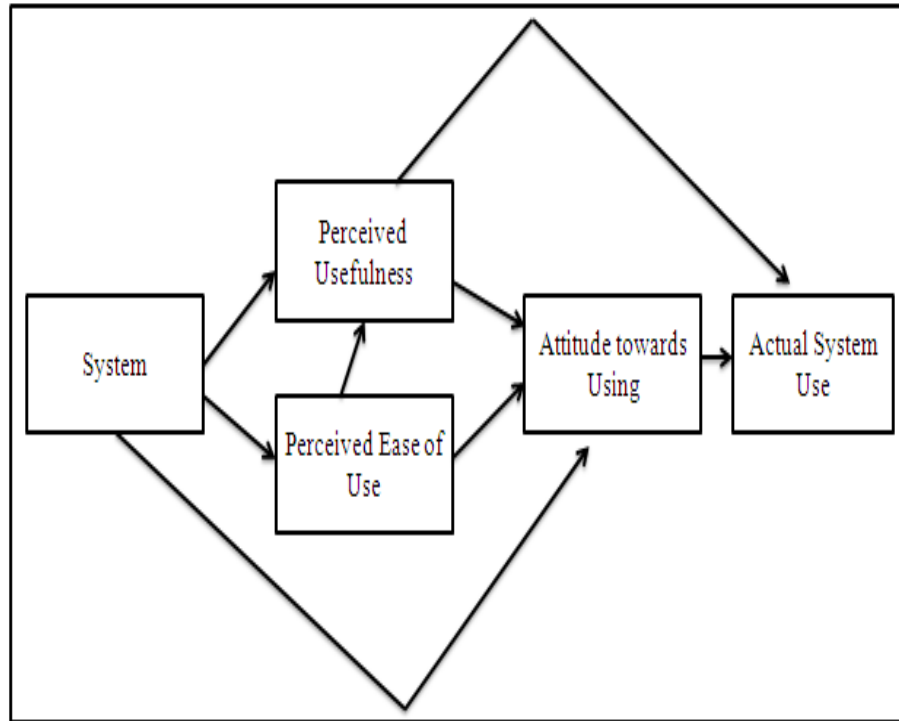 Perceived
Usefulness
System
Perceived Ease of
Use
Attitude towards
Using
Actual System
Use